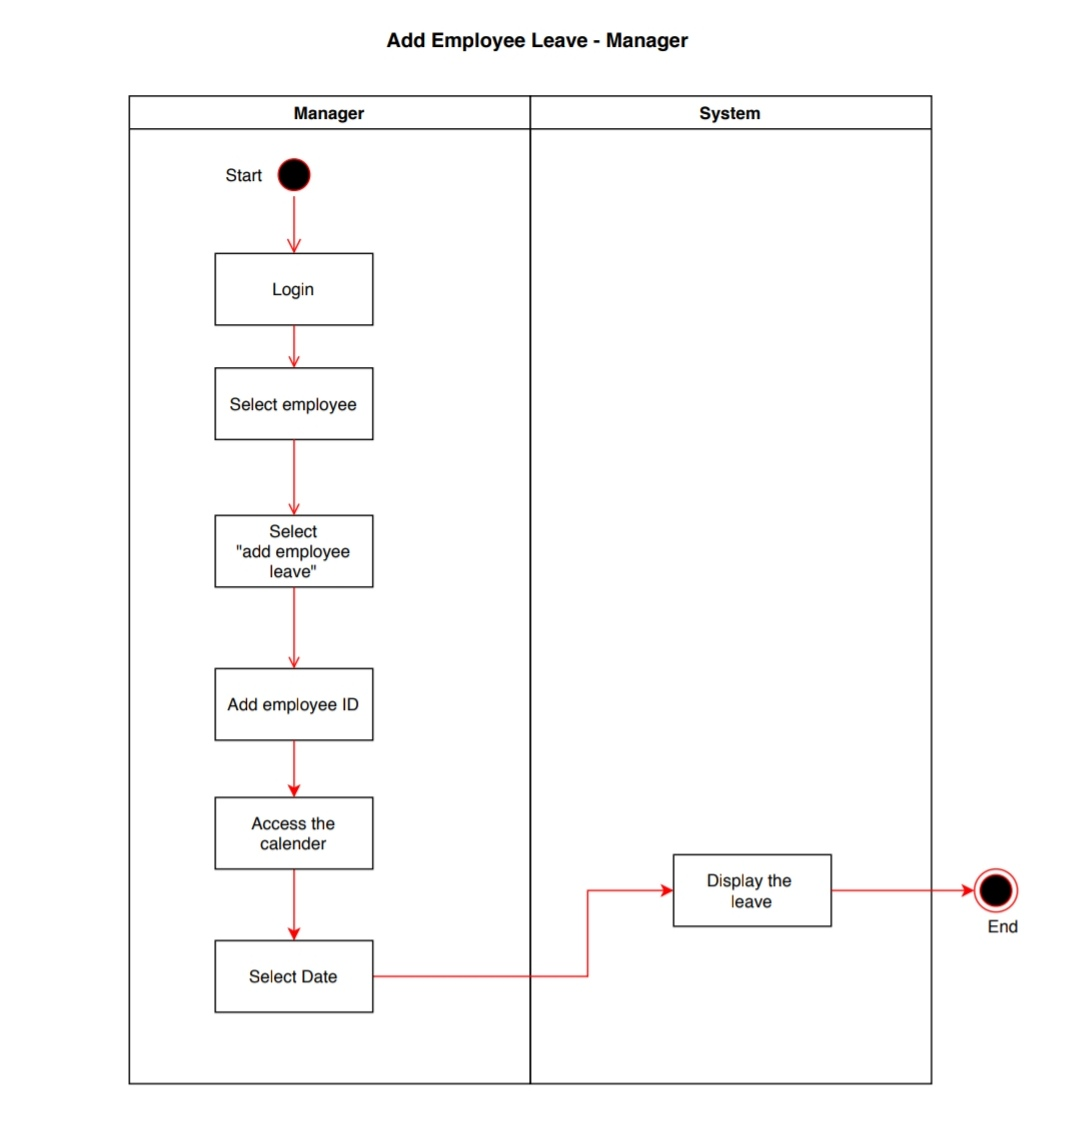 Add Employee Leave - Manager
Manager
System
Start
Login
Select employee
Select
"add employee
leave"
Add employee ID
Access the
calender
Display the
leave
End
Select Date